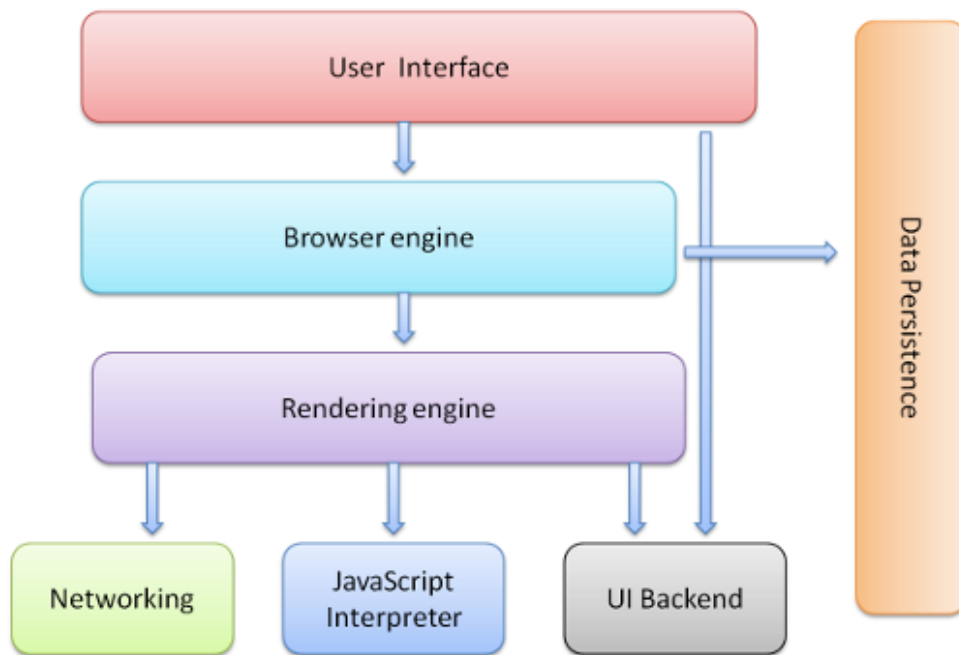 User Interface
Browser engine
Data Persistence
Rendering engine
Networking
JavaScript
Interpreter
UI Backend